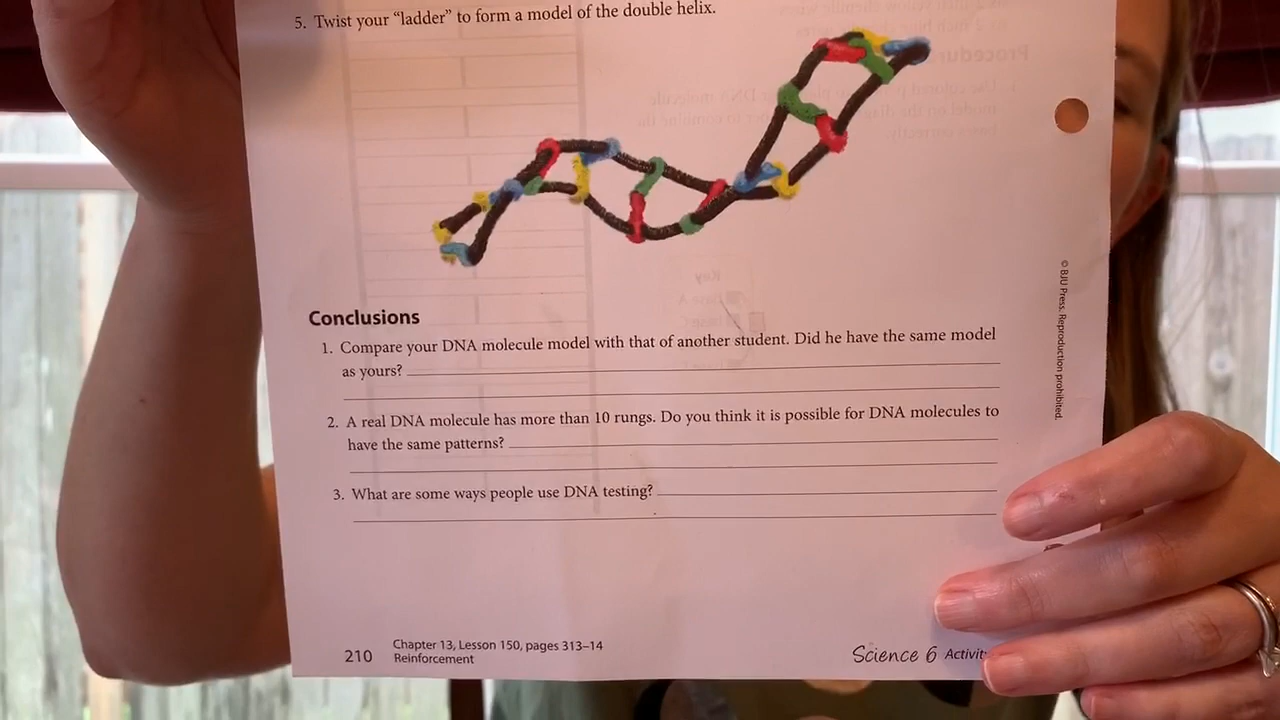 5. Twist your “ladder” to form a model of the double helix.
Conclusions
1. Compare your DNA molecule model with that of another student. Did he have the same model
as yours?
2. A real DNA molecule has more than 10 rungs. Do you think it is possible for DNA molecules to
have the same patterns?
3. What are some ways people use DNA testing?
© BJU Press. Reproduction prohibited.
210
Chapter 13, Lesson 150, pages 313–14
Reinforcement
Science 6